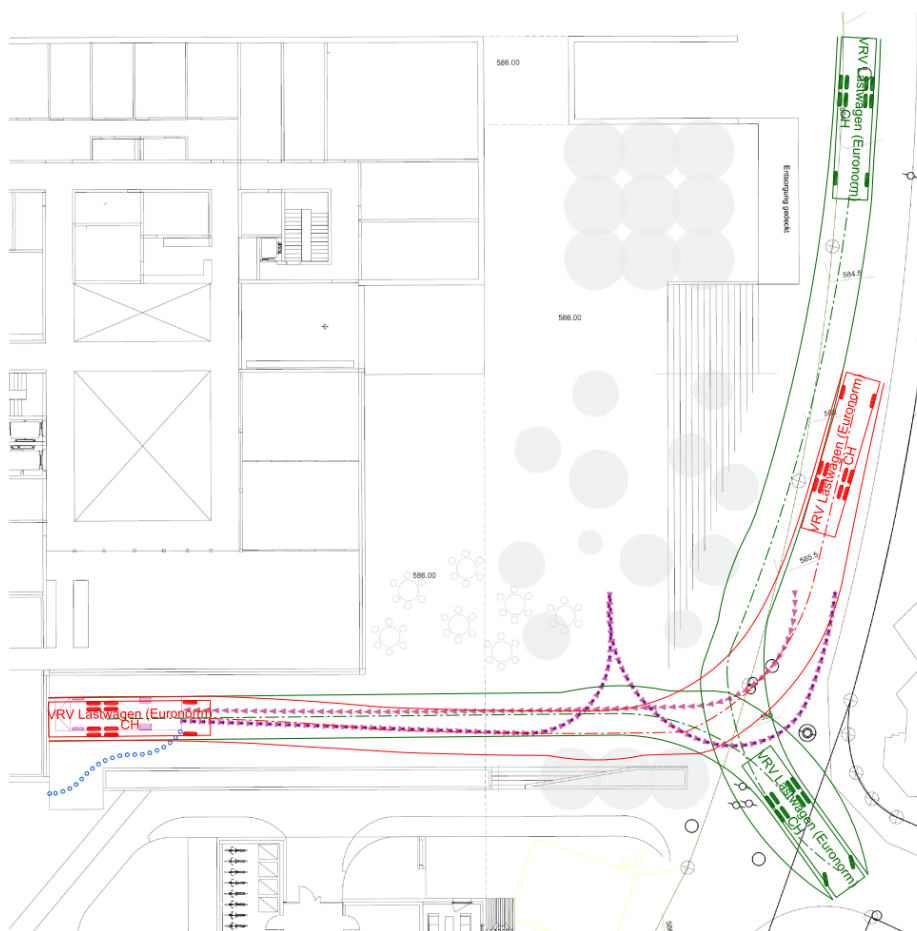 586.00
VRV Lastwagen (Euronorm)
CH
Entsorgung gedeckt
584.5
586.00
VRV Lastwagen (Euronorm)
CH
585.5
586.00
VRV Lastwagen (Euronorm)
CH
VRV Lastwagen (Euronorm)
CH